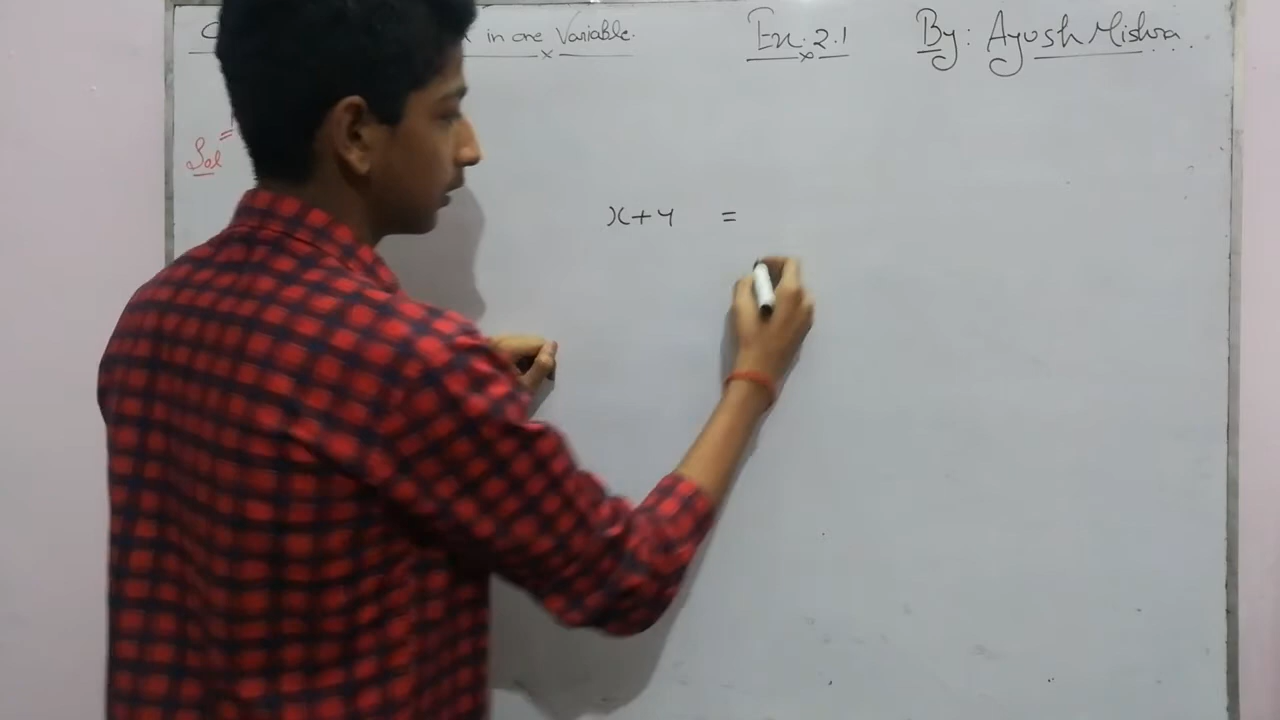 in one Variable. Ex. 2.1 By: Ayush Mishra.
Sol
=
x+4 =